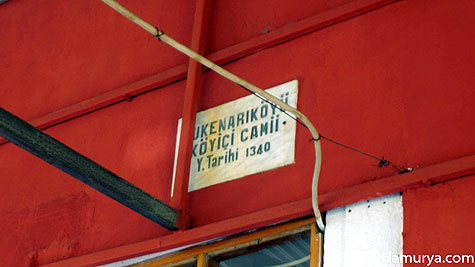 UKENARIKÖYÜ
KÖYİÇİ CAMİİ
Y. Tarihi 1340
Hamurya.com